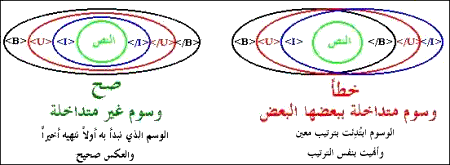 <B> <U> <I> النص </I> </U> </B>
صح
وسوم غير متداخلة
الوسم الذي نبدأ به أولاً ننهيه أخيراً
والعكس صحيح
<B> <U> <I> النص </B> </U> </I>
خطأ
وسوم متداخلة ببعضها البعض
الوسوم ابتدئت بترتيب معين
وأنهيت بنفس الترتيب